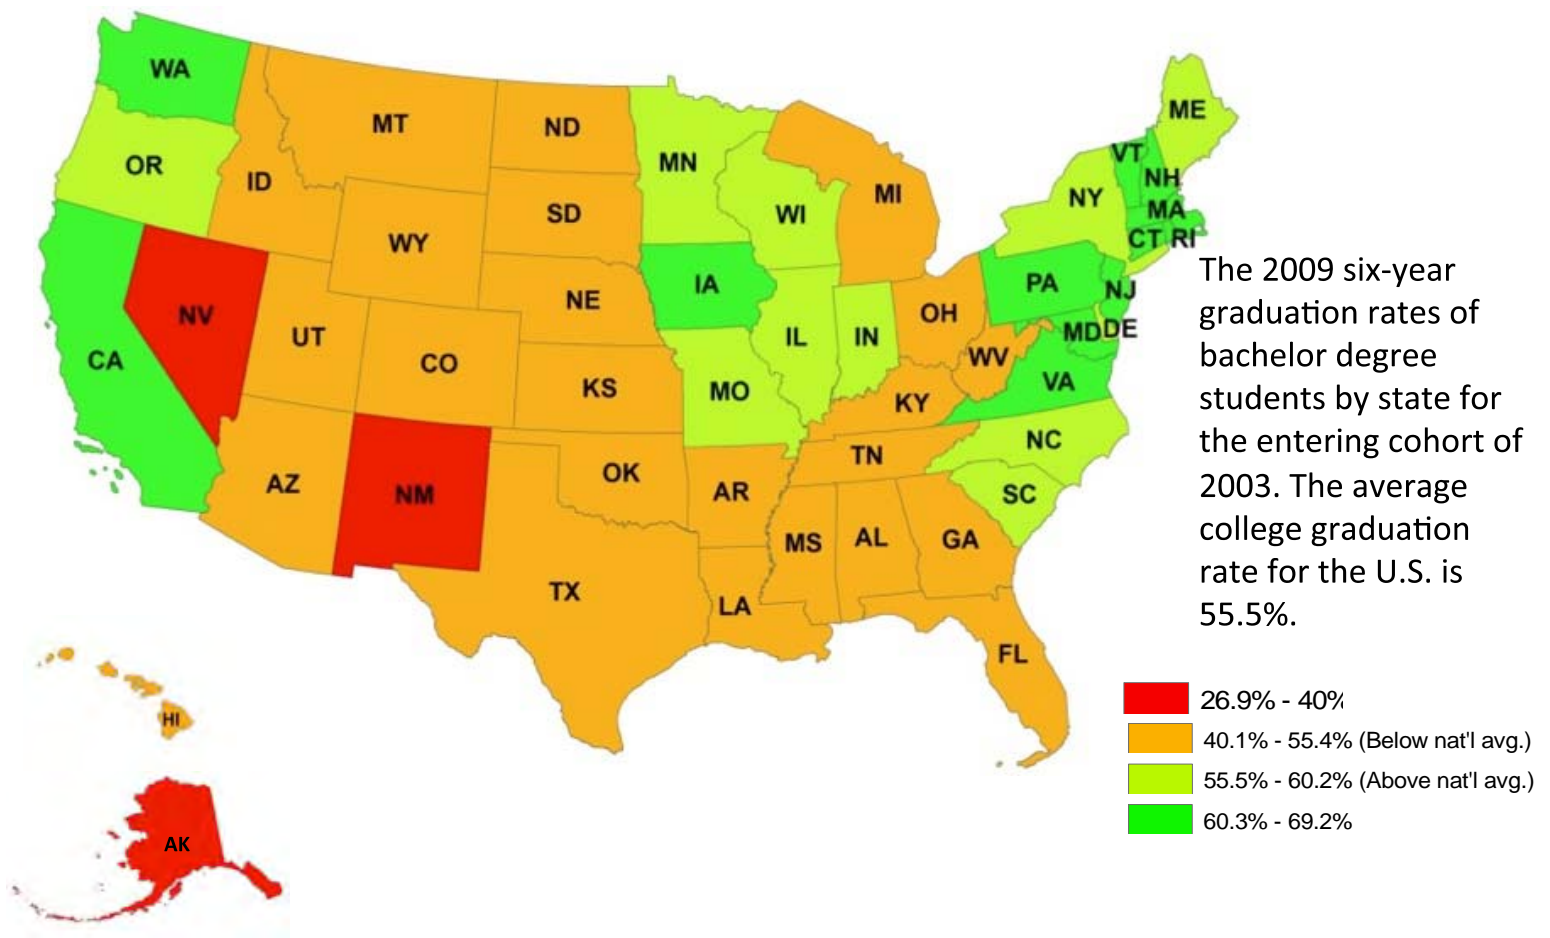 WA
MT
ND
OR
ID
MN
ME
VT
NH
SD
WI
MI
NY
MA
WY
CT RI
IA
PA
NJ
NE
NV
UT
CO
IL
IN
OH
MD DE
WV
CA
KS
MO
VA
KY
NC
AZ
NM
OK
AR
TN
SC
MS
AL
GA
TX
LA
FL
HI
AK
The 2009 six-year
graduation rates of
bachelor degree
students by state for
the entering cohort of
2003. The average
college graduation
rate for the U.S. is
55.5%.
26.9% - 40%
40.1% - 55.4% (Below nat'l avg.)
55.5% - 60.2% (Above nat'l avg.)
60.3% - 69.2%